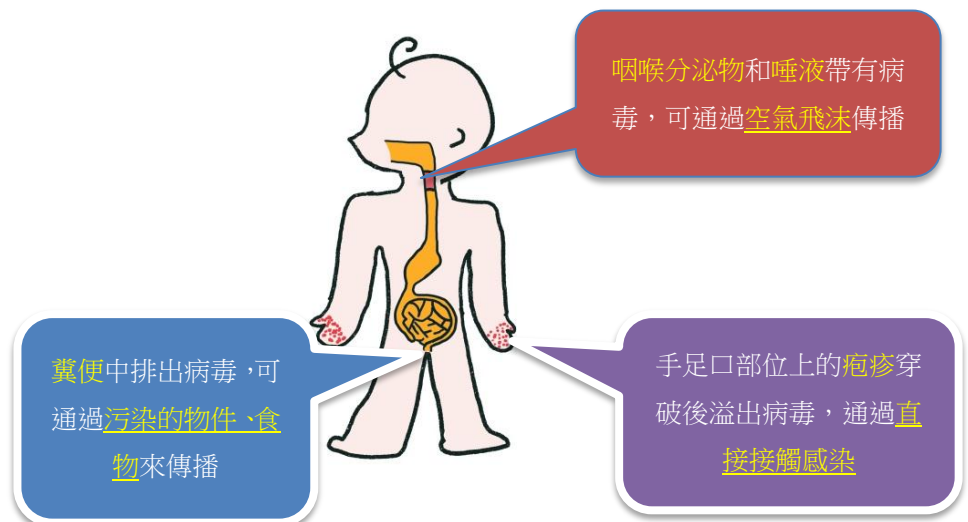 咽喉分泌物和唾液帶有病
毒，可通過空氣飛沫傳播
糞便中排出病毒，可
通過污染的物件、食
物來傳播
手足口部位上的疱疹穿
破後溢出病毒，通過直
接接觸感染